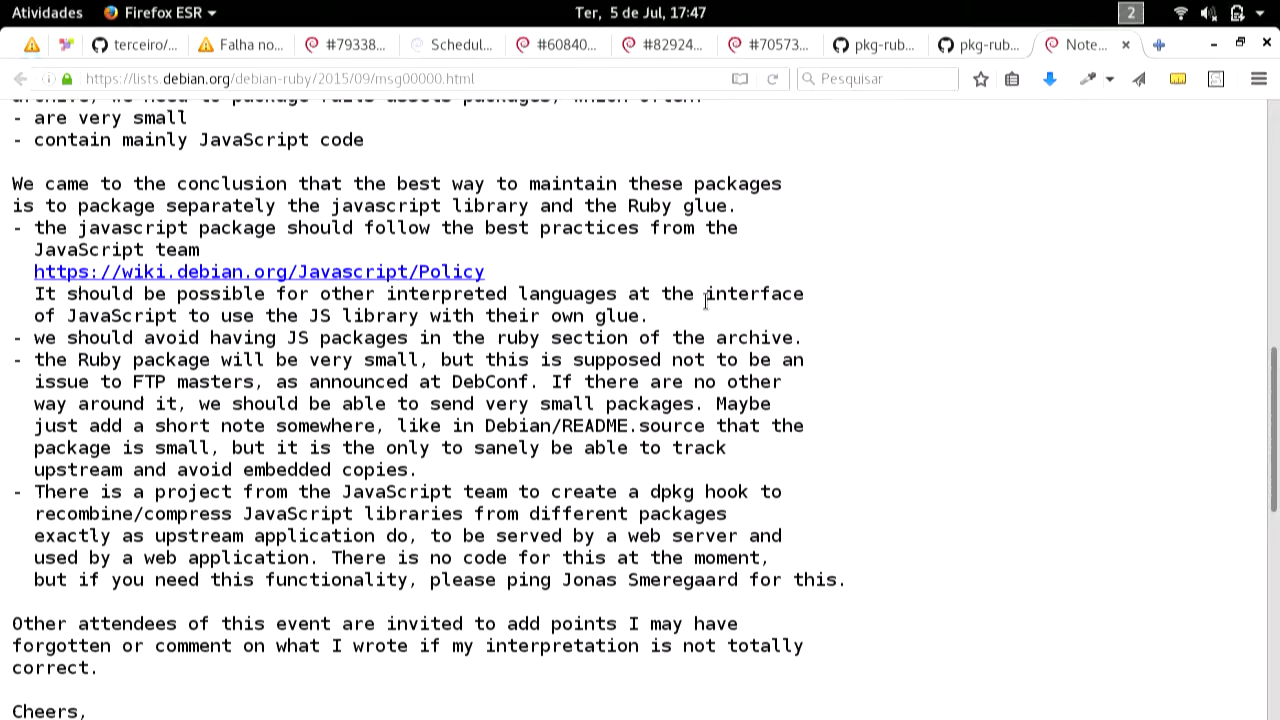 Atividades Firefox ESR Ter, 5 de Jul, 17:47 2
terceiro/... Falha no... #79338... Schedul... #60840... #82924... #70573... pkg-rub... pkg-rub... Note...
https://lists.debian.org/debian-ruby/2015/09/msg00000.html Pesquisar
- are very small
- contain mainly JavaScript code
We came to the conclusion that the best way to maintain these packages
is to package separately the javascript library and the Ruby glue.
- the javascript package should follow the best practices from the
JavaScript team
https://wiki.debian.org/Javascript/Policy
It should be possible for other interpreted languages at the interface
of JavaScript to use the JS library with their own glue.
- we should avoid having JS packages in the ruby section of the archive.
- the Ruby package will be very small, but this is supposed not to be an
issue to FTP masters, as announced at DebConf. If there are no other
way around it, we should be able to send very small packages. Maybe
just add a short note somewhere, like in Debian/README.source that the
package is small, but it is the only to sanely be able to track
upstream and avoid embedded copies.
- There is a project from the JavaScript team to create a dpkg hook to
recombine/compress JavaScript libraries from different packages
exactly as upstream application do, to be served by a web server and
used by a web application. There is no code for this at the moment,
but if you need this functionality, please ping Jonas Smeregaard for this.
Other attendees of this event are invited to add points I may have
forgotten or comment on what I wrote if my interpretation is not totally
correct.
Cheers,